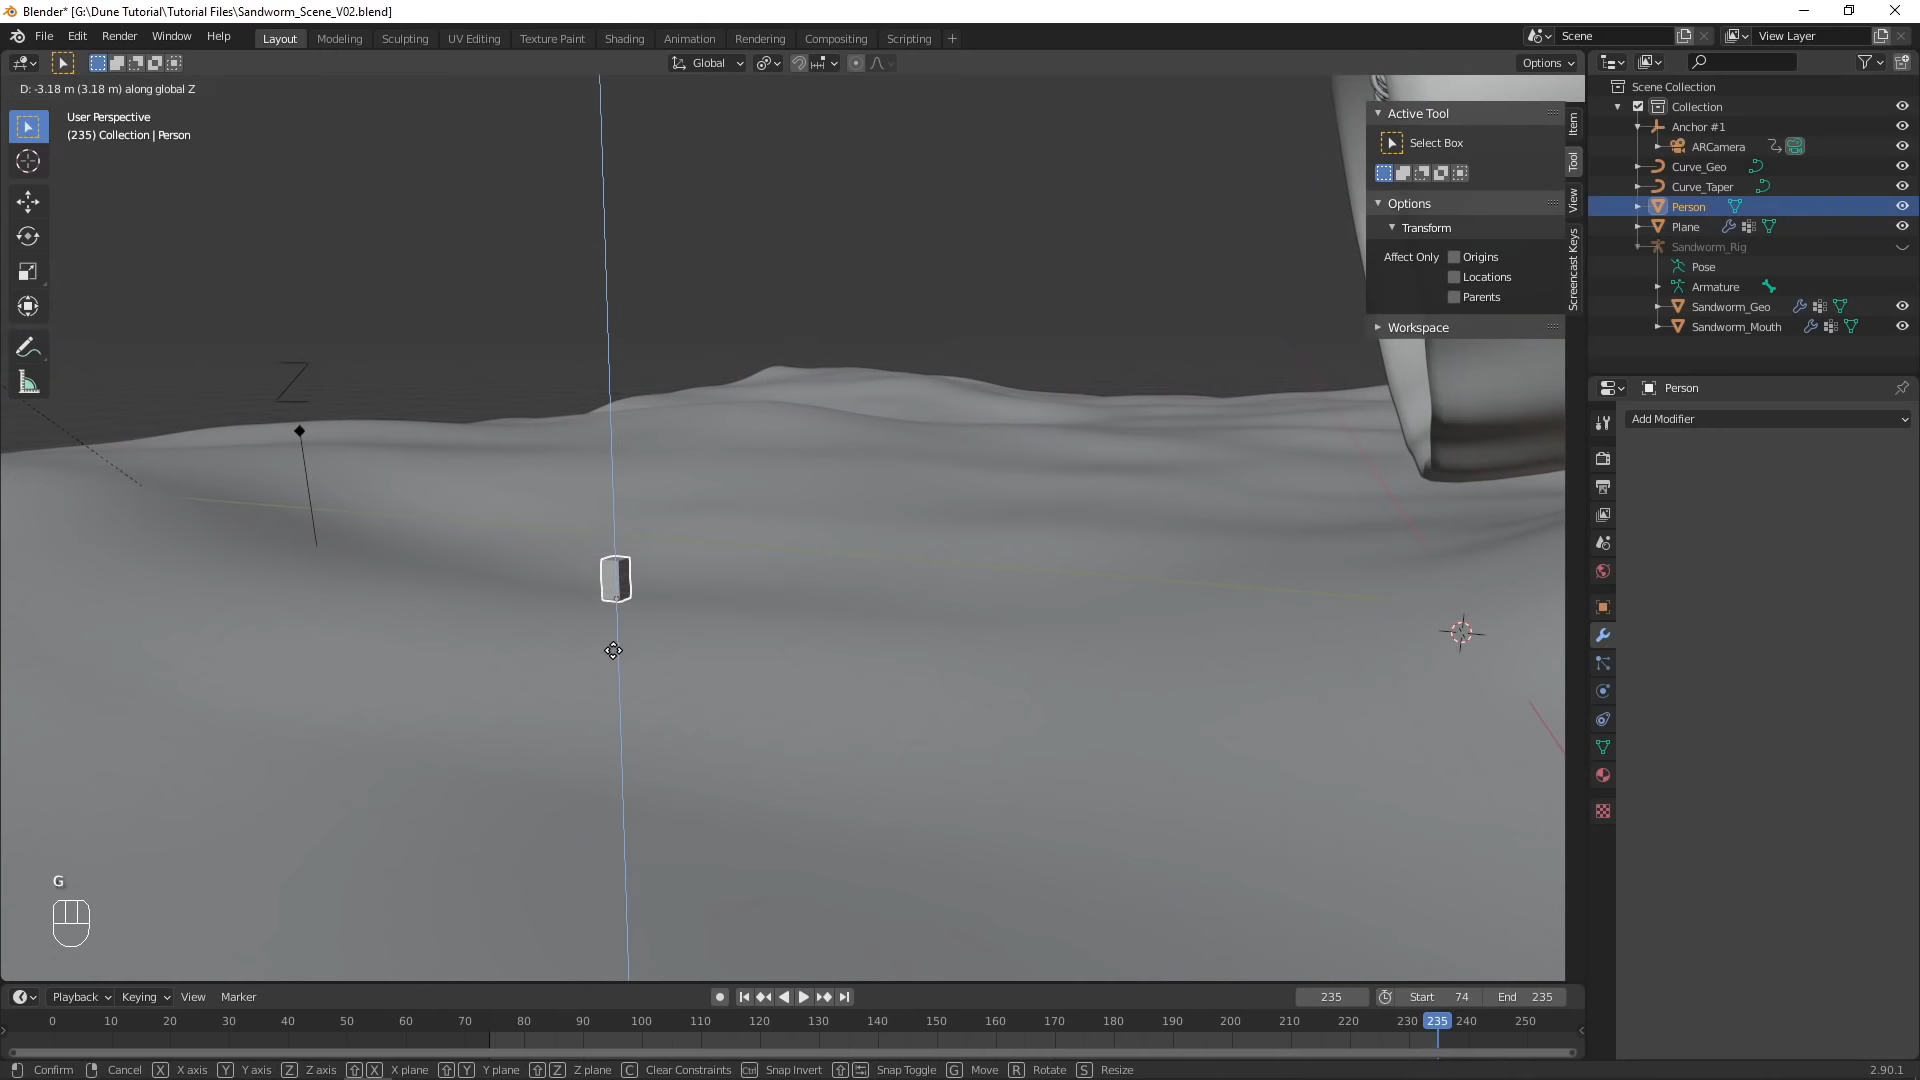 Blender* [G:\Dune Tutorial\Tutorial Files\Sandworm_Scene_V02.blend]
File Edit Render Window Help
Layout Modeling Sculpting UV Editing Texture Paint Shading Animation Rendering Compositing Scripting +
Scene
View Layer
Global
Options
D: -3.18 m (3.18 m) along global Z
User Perspective
(235) Collection | Person
Active Tool
Select Box
Options
Transform
Affect Only Origins
Locations
Parents
Workspace
Item
Tool
View
Screencast Keys
Scene Collection
Collection
Anchor #1
ARCamera
Curve_Geo
Curve_Taper
Person
Plane
Sandworm_Rig
Pose
Armature
Sandworm_Geo
Sandworm_Mouth
Person
Add Modifier
Z
G
Playback Keying View Marker
235
Start 74
End 235
0 10 20 30 40 50 60 70 80 90 100 110 120 130 140 150 160 170 180 190 200 210 220 230 235 240 250
Confirm Cancel X X axis Y Y axis Z Z axis X X plane Y Y plane Z Z plane C Clear Constraints Ctrl Snap Invert Snap Toggle G Move R Rotate S Resize
2.90.1